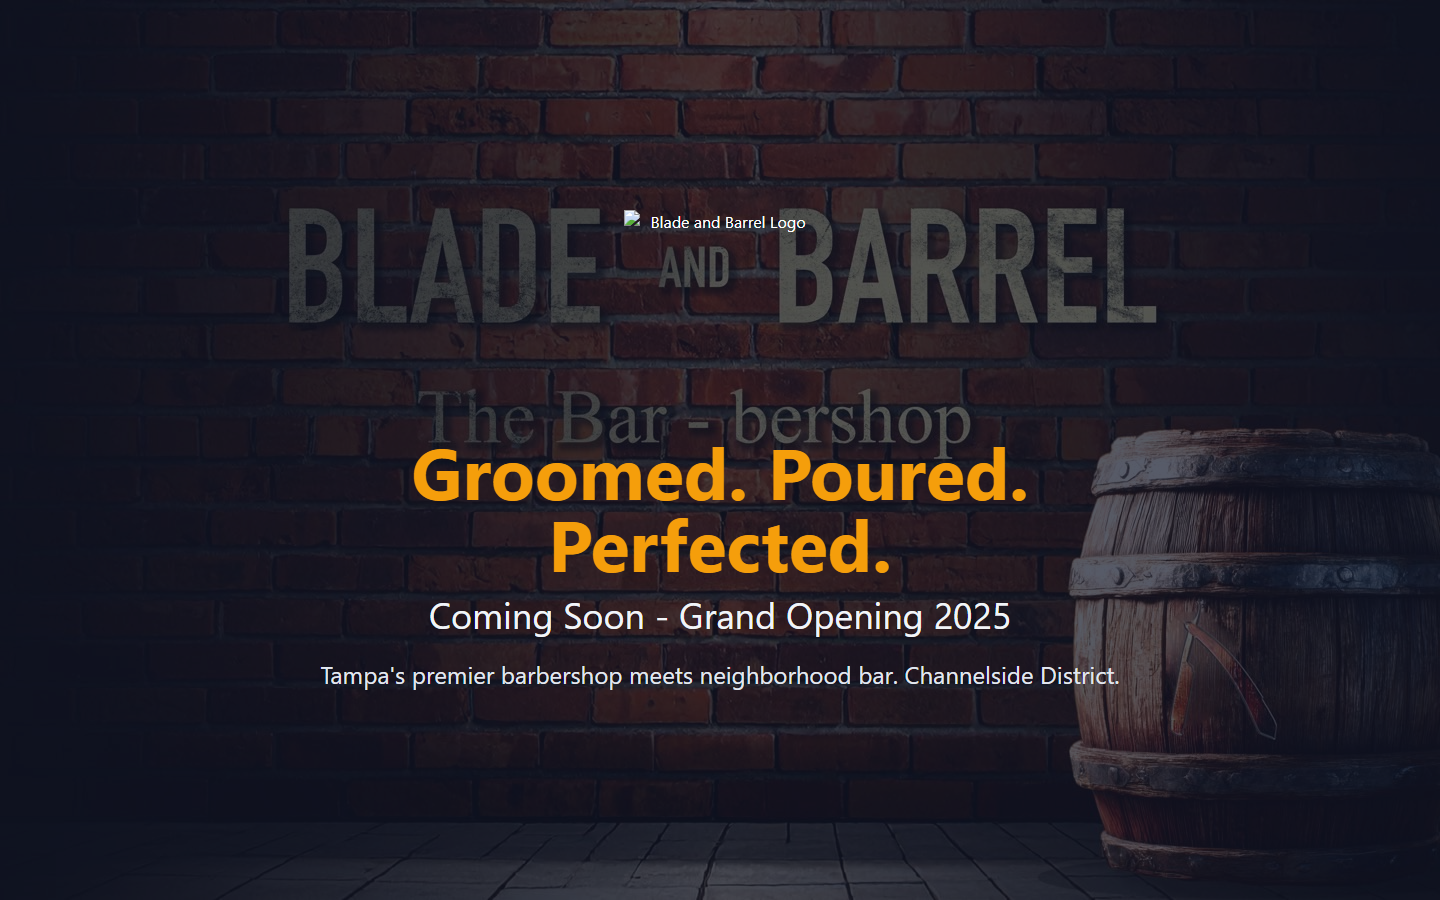 Blade and Barrel Logo
BLADE AND BARREL
The Bar - bershop
Groomed. Poured.
Perfected.
Coming Soon - Grand Opening 2025
Tampa's premier barbershop meets neighborhood bar. Channelside District.